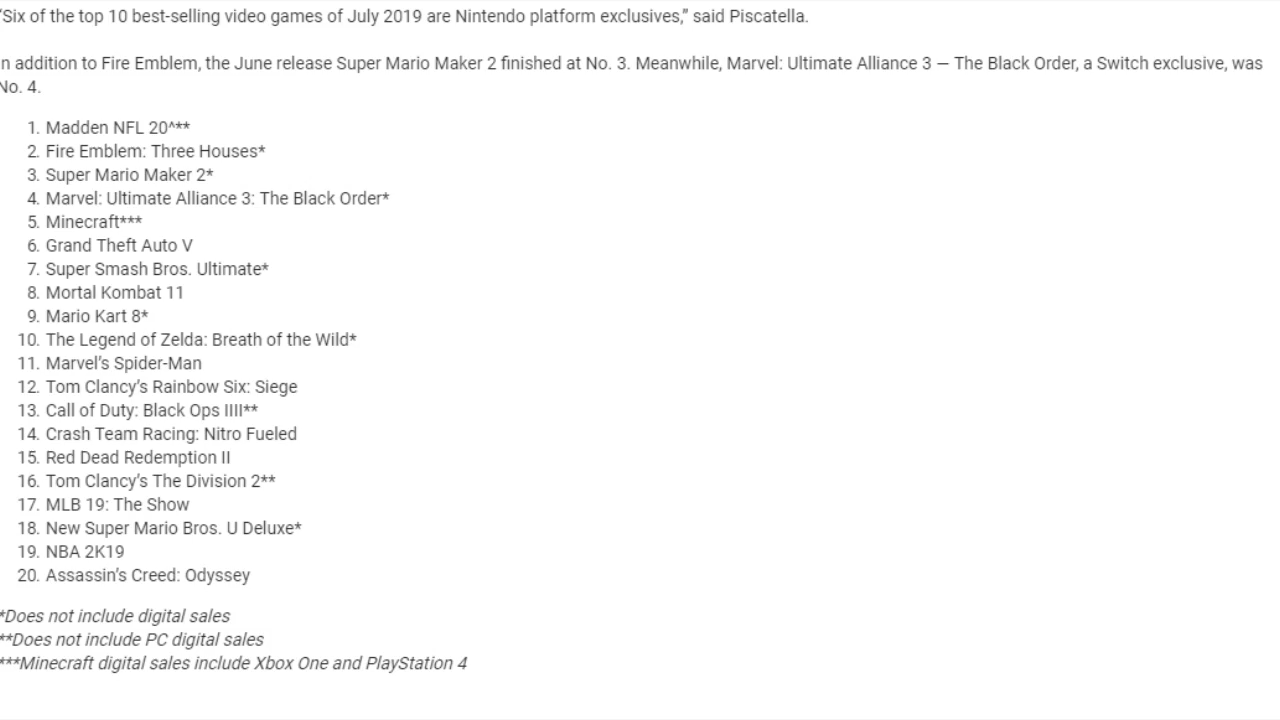 ‘Six of the top 10 best-selling video games of July 2019 are Nintendo platform exclusives,” said Piscatella.
n addition to Fire Emblem, the June release Super Mario Maker 2 finished at No. 3. Meanwhile, Marvel: Ultimate Alliance 3 — The Black Order, a Switch exclusive, was
No. 4.
1. Madden NFL 20^**
2. Fire Emblem: Three Houses*
3. Super Mario Maker 2*
4. Marvel: Ultimate Alliance 3: The Black Order*
5. Minecraft***
6. Grand Theft Auto V
7. Super Smash Bros. Ultimate*
8. Mortal Kombat 11
9. Mario Kart 8*
10. The Legend of Zelda: Breath of the Wild*
11. Marvel’s Spider-Man
12. Tom Clancy’s Rainbow Six: Siege
13. Call of Duty: Black Ops IIII**
14. Crash Team Racing: Nitro Fueled
15. Red Dead Redemption II
16. Tom Clancy’s The Division 2**
17. MLB 19: The Show
18. New Super Mario Bros. U Deluxe*
19. NBA 2K19
20. Assassin’s Creed: Odyssey
*Does not include digital sales
**Does not include PC digital sales
***Minecraft digital sales include Xbox One and PlayStation 4